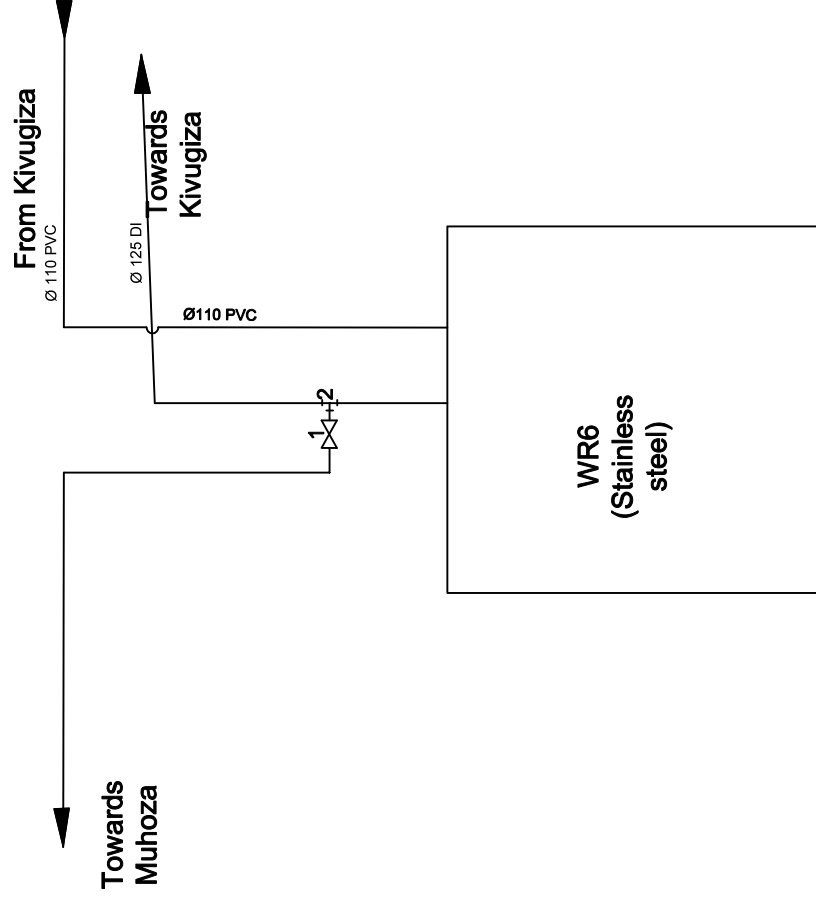 From Kivugiza
Ø 110 PVC
Towards
Kivugiza
Ø 125 DI
Ø110 PVC
2
1
WR6
(Stainless
steel)
Towards
Muhoza